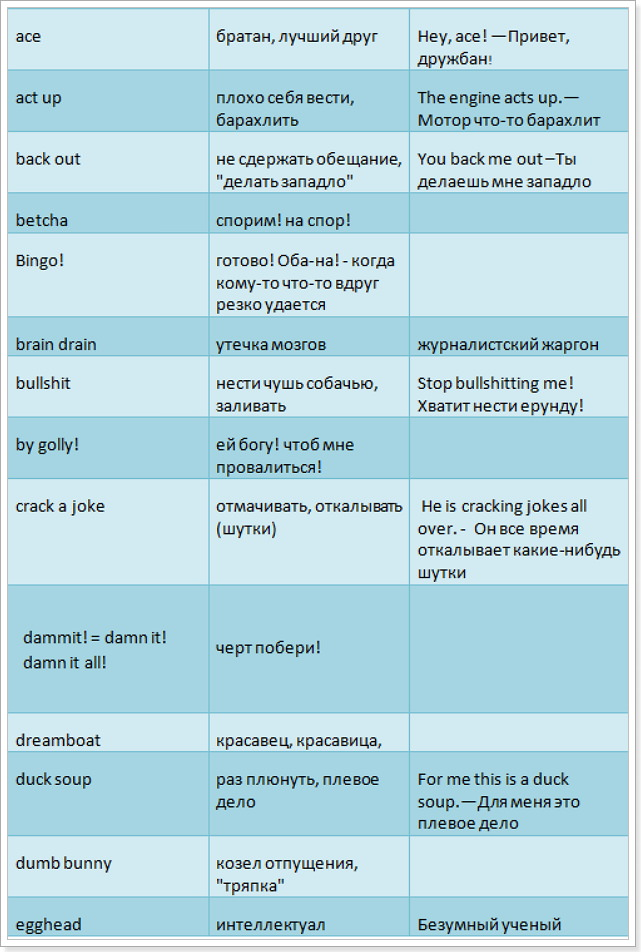 ace
братан, лучший друг
Hey, ace! —Привет,
дружбан!
act up
плохо себя вести,
барахлить
The engine acts up.—
Мотор что-то барахлит
back out
не сдержать обещание,
"делать западло"
You back me out –Ты
делаешь мне западло
betcha
спорим! на спор!
Bingo!
готово! Оба-на! - когда
кому-то что-то вдруг
резко удается
brain drain
утечка мозгов
журналистский жаргон
bullshit
нести чушь собачью,
заливать
Stop bullshitting me!
Хватит нести ерунду!
by golly!
ей богу! чтоб мне
провалиться!
crack a joke
отмачивать, откалывать
(шутки)
He is cracking jokes all
over. - Он все время
откалывает какие-нибудь
шутки
dammit! = damn it!
damn it all!
черт побери!
dreamboat
красавец, красавица,
duck soup
раз плюнуть, плевое
дело
For me this is a duck
soup.—Для меня это
плевое дело
dumb bunny
козел отпущения,
"тряпка"
egghead
интеллектуал
Безумный ученый